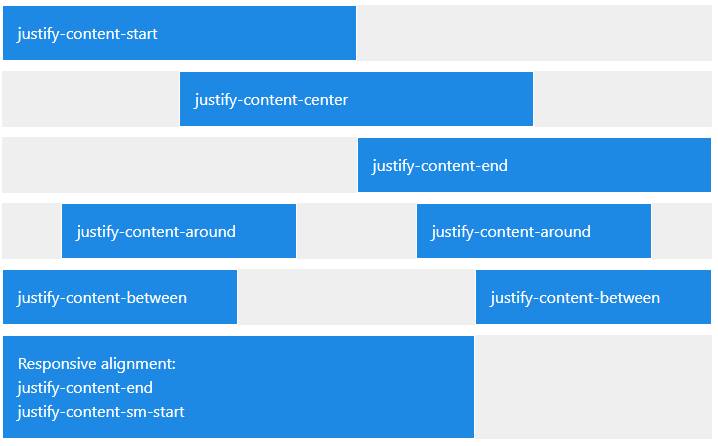 justify-content-start
justify-content-center
justify-content-end
justify-content-around justify-content-around
justify-content-between justify-content-between
Responsive alignment:
justify-content-end
justify-content-sm-start